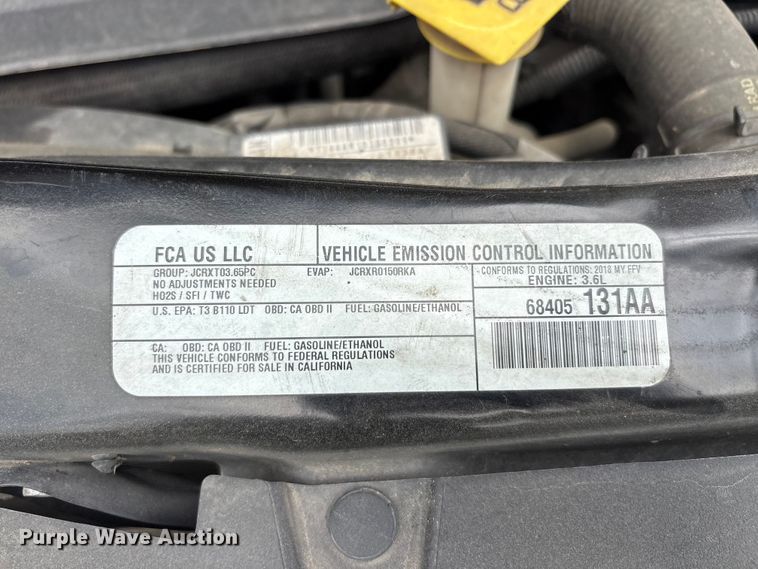 RAD
FCA US LLC
VEHICLE EMISSION CONTROL INFORMATION
GROUP: JCRXT03.65PC EVAP: JCRXR0150RKA
NO ADJUSTMENTS NEEDED
HO2S / SFI / TWC
CONFORMS TO REGULATIONS: 2018 MY FFV
ENGINE: 3.6L
U.S. EPA: T3 B110 LDT OBD: CA OBD II FUEL: GASOLINE/ETHANOL
68405 131AA
CA: OBD: CA OBD II FUEL: GASOLINE/ETHANOL
THIS VEHICLE CONFORMS TO FEDERAL REGULATIONS
AND IS CERTIFIED FOR SALE IN CALIFORNIA
Purple Wave Auction